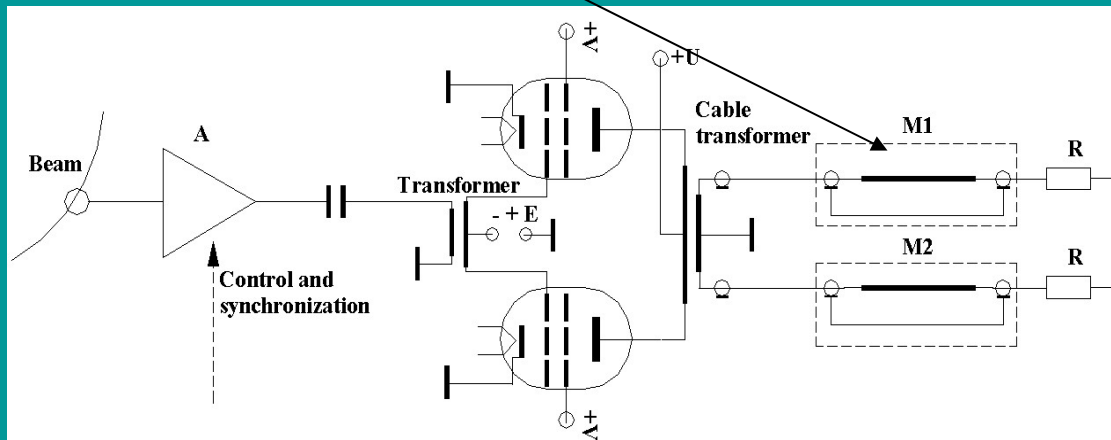 +V
+U
Cable
transformer
M1
A
R
Beam
Transformer
- + E
M2
R
Control and
synchronization
+V